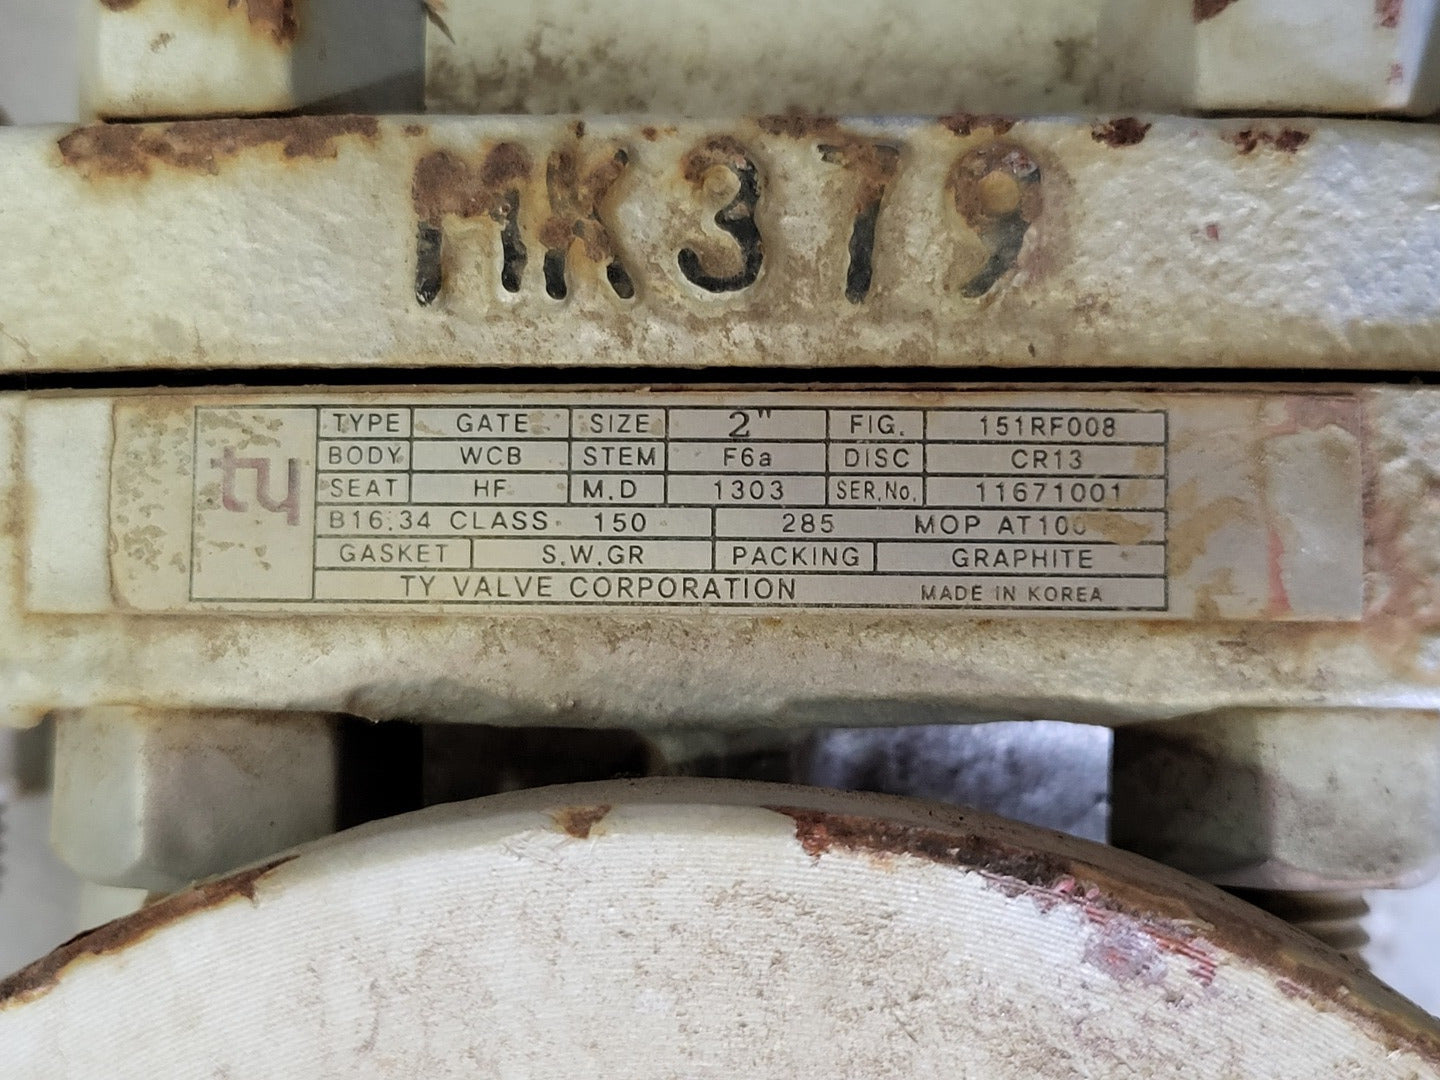 MK379
ty
TYPE GATE SIZE 2" FIG. 151RF008
BODY WCB STEM F6a DISC CR13
SEAT HF M.D 1303 SER.No. 11671001
B16.34 CLASS 150 285 MOP AT100
GASKET S.W.GR PACKING GRAPHITE
TY VALVE CORPORATION MADE IN KOREA